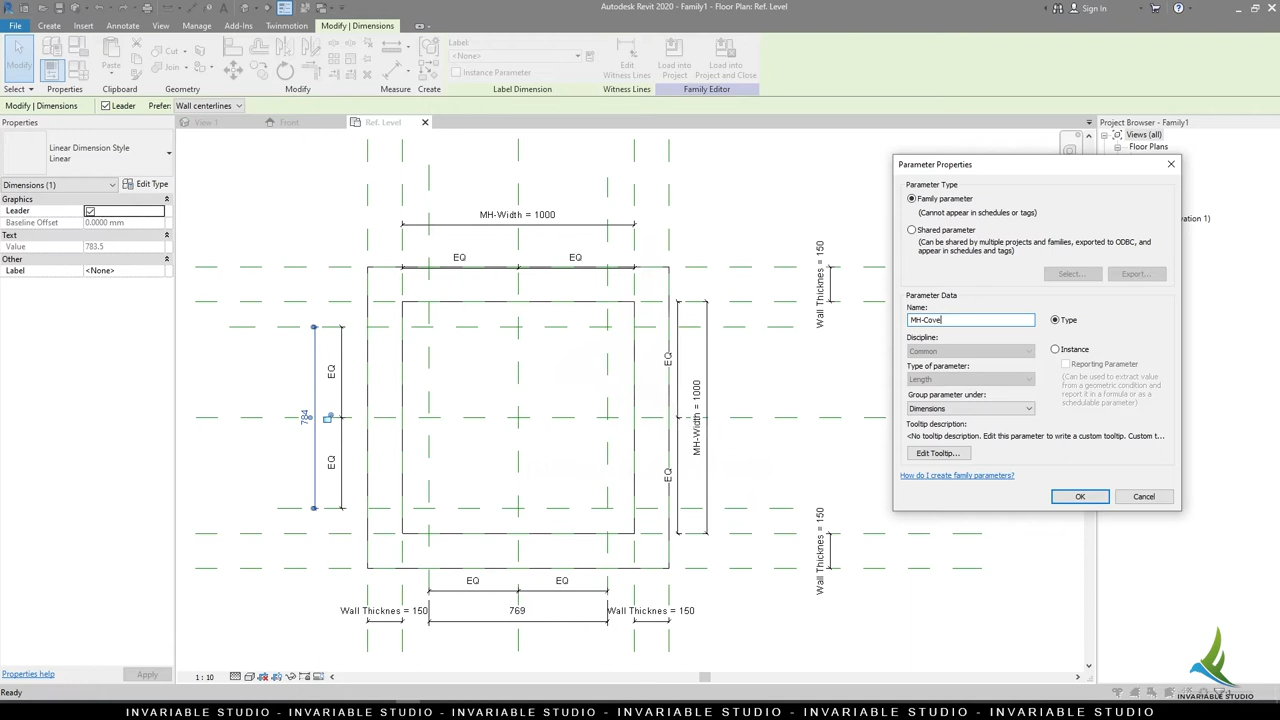 Autodesk Revit 2020 - Family1 - Floor Plan: Ref. Level
Sign In
File Create Insert Annotate View Manage Add-Ins Twinmotion Modify | Dimensions
Modify
Paste
Cut
Join
Label:
<None>
Instance Parameter
Edit
Witness Lines
Load into
Project
Load into
Project and Close
Select Properties Clipboard Geometry Modify Measure Create Label Dimension Witness Lines Family Editor
Modify | Dimensions Leader Prefer: Wall centerlines
Properties
View 1 Front Ref. Level
Project Browser - Family1
Views (all)
Floor Plans
Linear Dimension Style
Linear
Dimensions (1) Edit Type
Graphics
Leader
Baseline Offset 0.0000 mm
Text
Value 783.5
Other
Label <None>
Properties help Apply
Ready
MH-Width = 1000
EQ EQ
Wall Thicknes = 150
EQ
784
EQ
EQ
MH-Width = 1000
EQ
Wall Thicknes = 150
EQ EQ
Wall Thicknes = 150 769 Wall Thicknes = 150
1 : 10
Parameter Properties
Parameter Type
Family parameter
(Cannot appear in schedules or tags)
Shared parameter
(Can be shared by multiple projects and families, exported to ODBC, and
appear in schedules and tags)
Select... Export...
Parameter Data
Name:
MH-Cove
Type
Discipline:
Common
Instance
Type of parameter:
Length
Reporting Parameter
(Can be used to extract value
from a geometric condition and
report it in a formula or as a
schedulable parameter)
Group parameter under:
Dimensions
Tooltip description:
<No tooltip description. Edit this parameter to write a custom tooltip. Custom t...
Edit Tooltip...
How do I create family parameters?
OK Cancel
INVARIABLE STUDIO
INVARIABLE STUDIO - INVARIABLE STUDIO - INVARIABLE STUDIO - INVARIABLE STUDIO - INVARIABLE STUDIO - INVARIABLE STUDIO